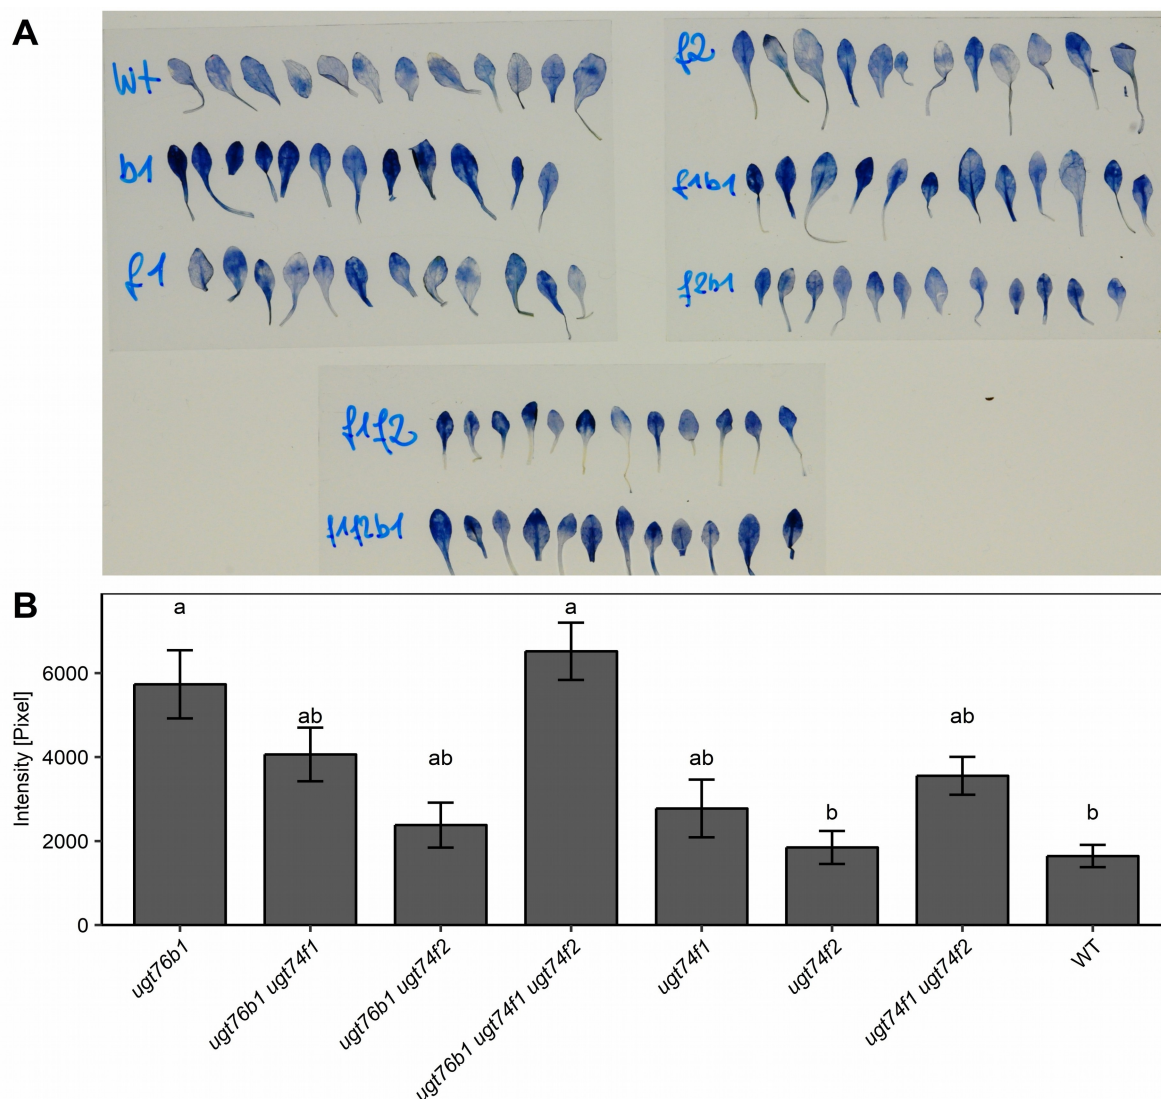 A
Wt
b1
f1
f2
f1b1
f2b1
f1f2
f1f2b1
B
Intensity [Pixel]
6000
4000
2000
0
a
ab
ab
a
ab
b
ab
b
ugt76b1
ugt76b1 ugt74f1
ugt76b1 ugt74f2
ugt76b1 ugt74f1 ugt74f2
ugt74f1
ugt74f2
ugt74f1 ugt74f2
WT